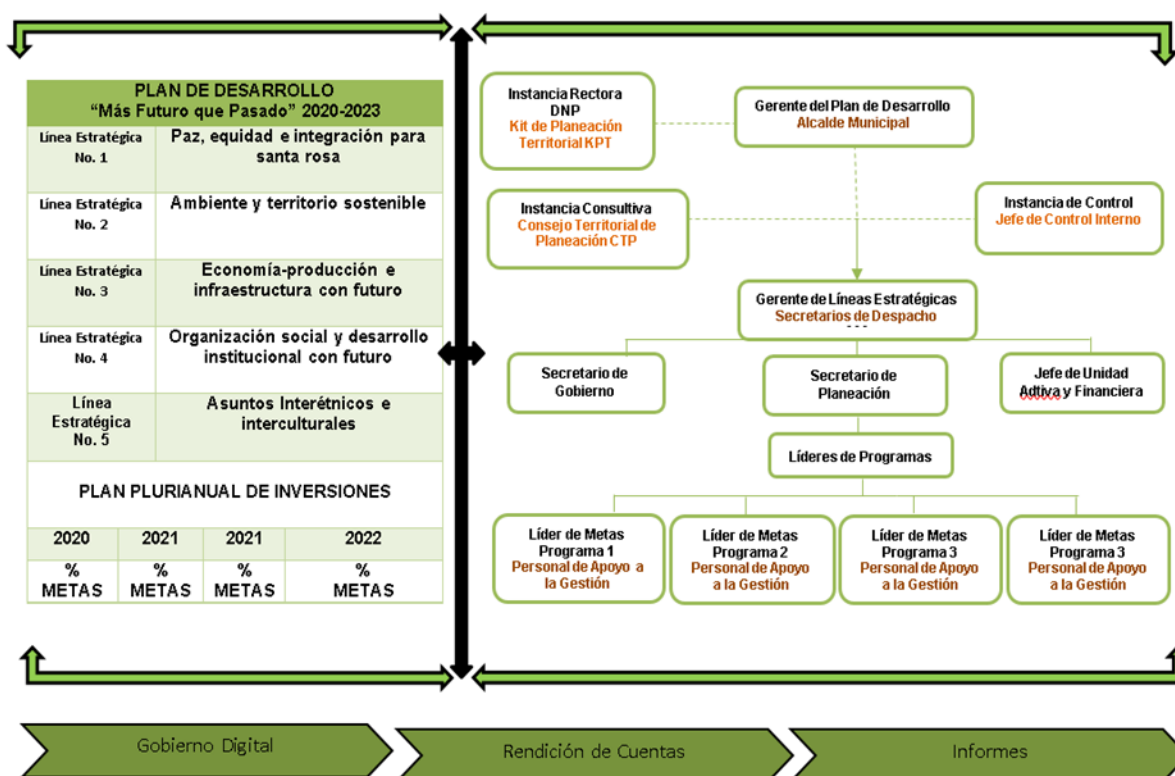 PLAN DE DESARROLLO
“Más Futuro que Pasado” 2020-2023
Línea Estratégica
No. 1
Paz, equidad e integración para
santa rosa
Línea Estratégica
No. 2
Ambiente y territorio sostenible
Línea Estratégica
No. 3
Economía-producción e
infraestructura con futuro
Línea Estratégica
No. 4
Organización social y desarrollo
institucional con futuro
Línea
Estratégica
No. 5
Asuntos Interétnicos e
interculturales
PLAN PLURIANUAL DE INVERSIONES
2020 2021 2021 2022
% % % %
METAS METAS METAS METAS
Instancia Rectora
DNP
Kit de Planeación
Territorial KPT
Gerente del Plan de Desarrollo
Alcalde Municipal
Instancia Consultiva
Consejo Territorial de
Planeación CTP
Instancia de Control
Jefe de Control Interno
Gerente de Líneas Estratégicas
Secretarios de Despacho
---
Secretario de
Gobierno
Secretario de
Planeación
Jefe de Unidad
Adtiva y Financiera
Líderes de Programas
Líder de Metas
Programa 1
Personal de Apoyo a
la Gestión
Líder de Metas
Programa 2
Personal de Apoyo
a la Gestión
Líder de Metas
Programa 3
Personal de Apoyo
a la Gestión
Líder de Metas
Programa 3
Personal de Apoyo
a la Gestión
Gobierno Digital
Rendición de Cuentas
Informes